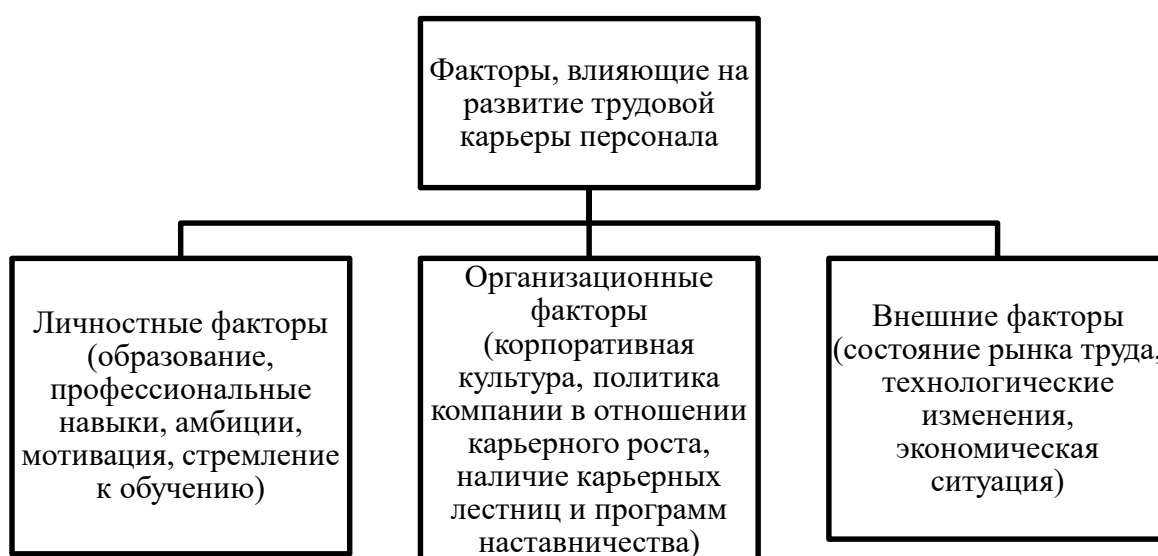 Факторы, влияющие на
развитие трудовой
карьеры персонала
Личностные факторы
(образование,
профессиональные
навыки, амбиции,
мотивация, стремление
к обучению)
Организационные
факторы
(корпоративная
культура, политика
компании в отношении
карьерного роста,
наличие карьерных
лестниц и программ
наставничества)
Внешние факторы
(состояние рынка труда,
технологические
изменения,
экономическая
ситуация)